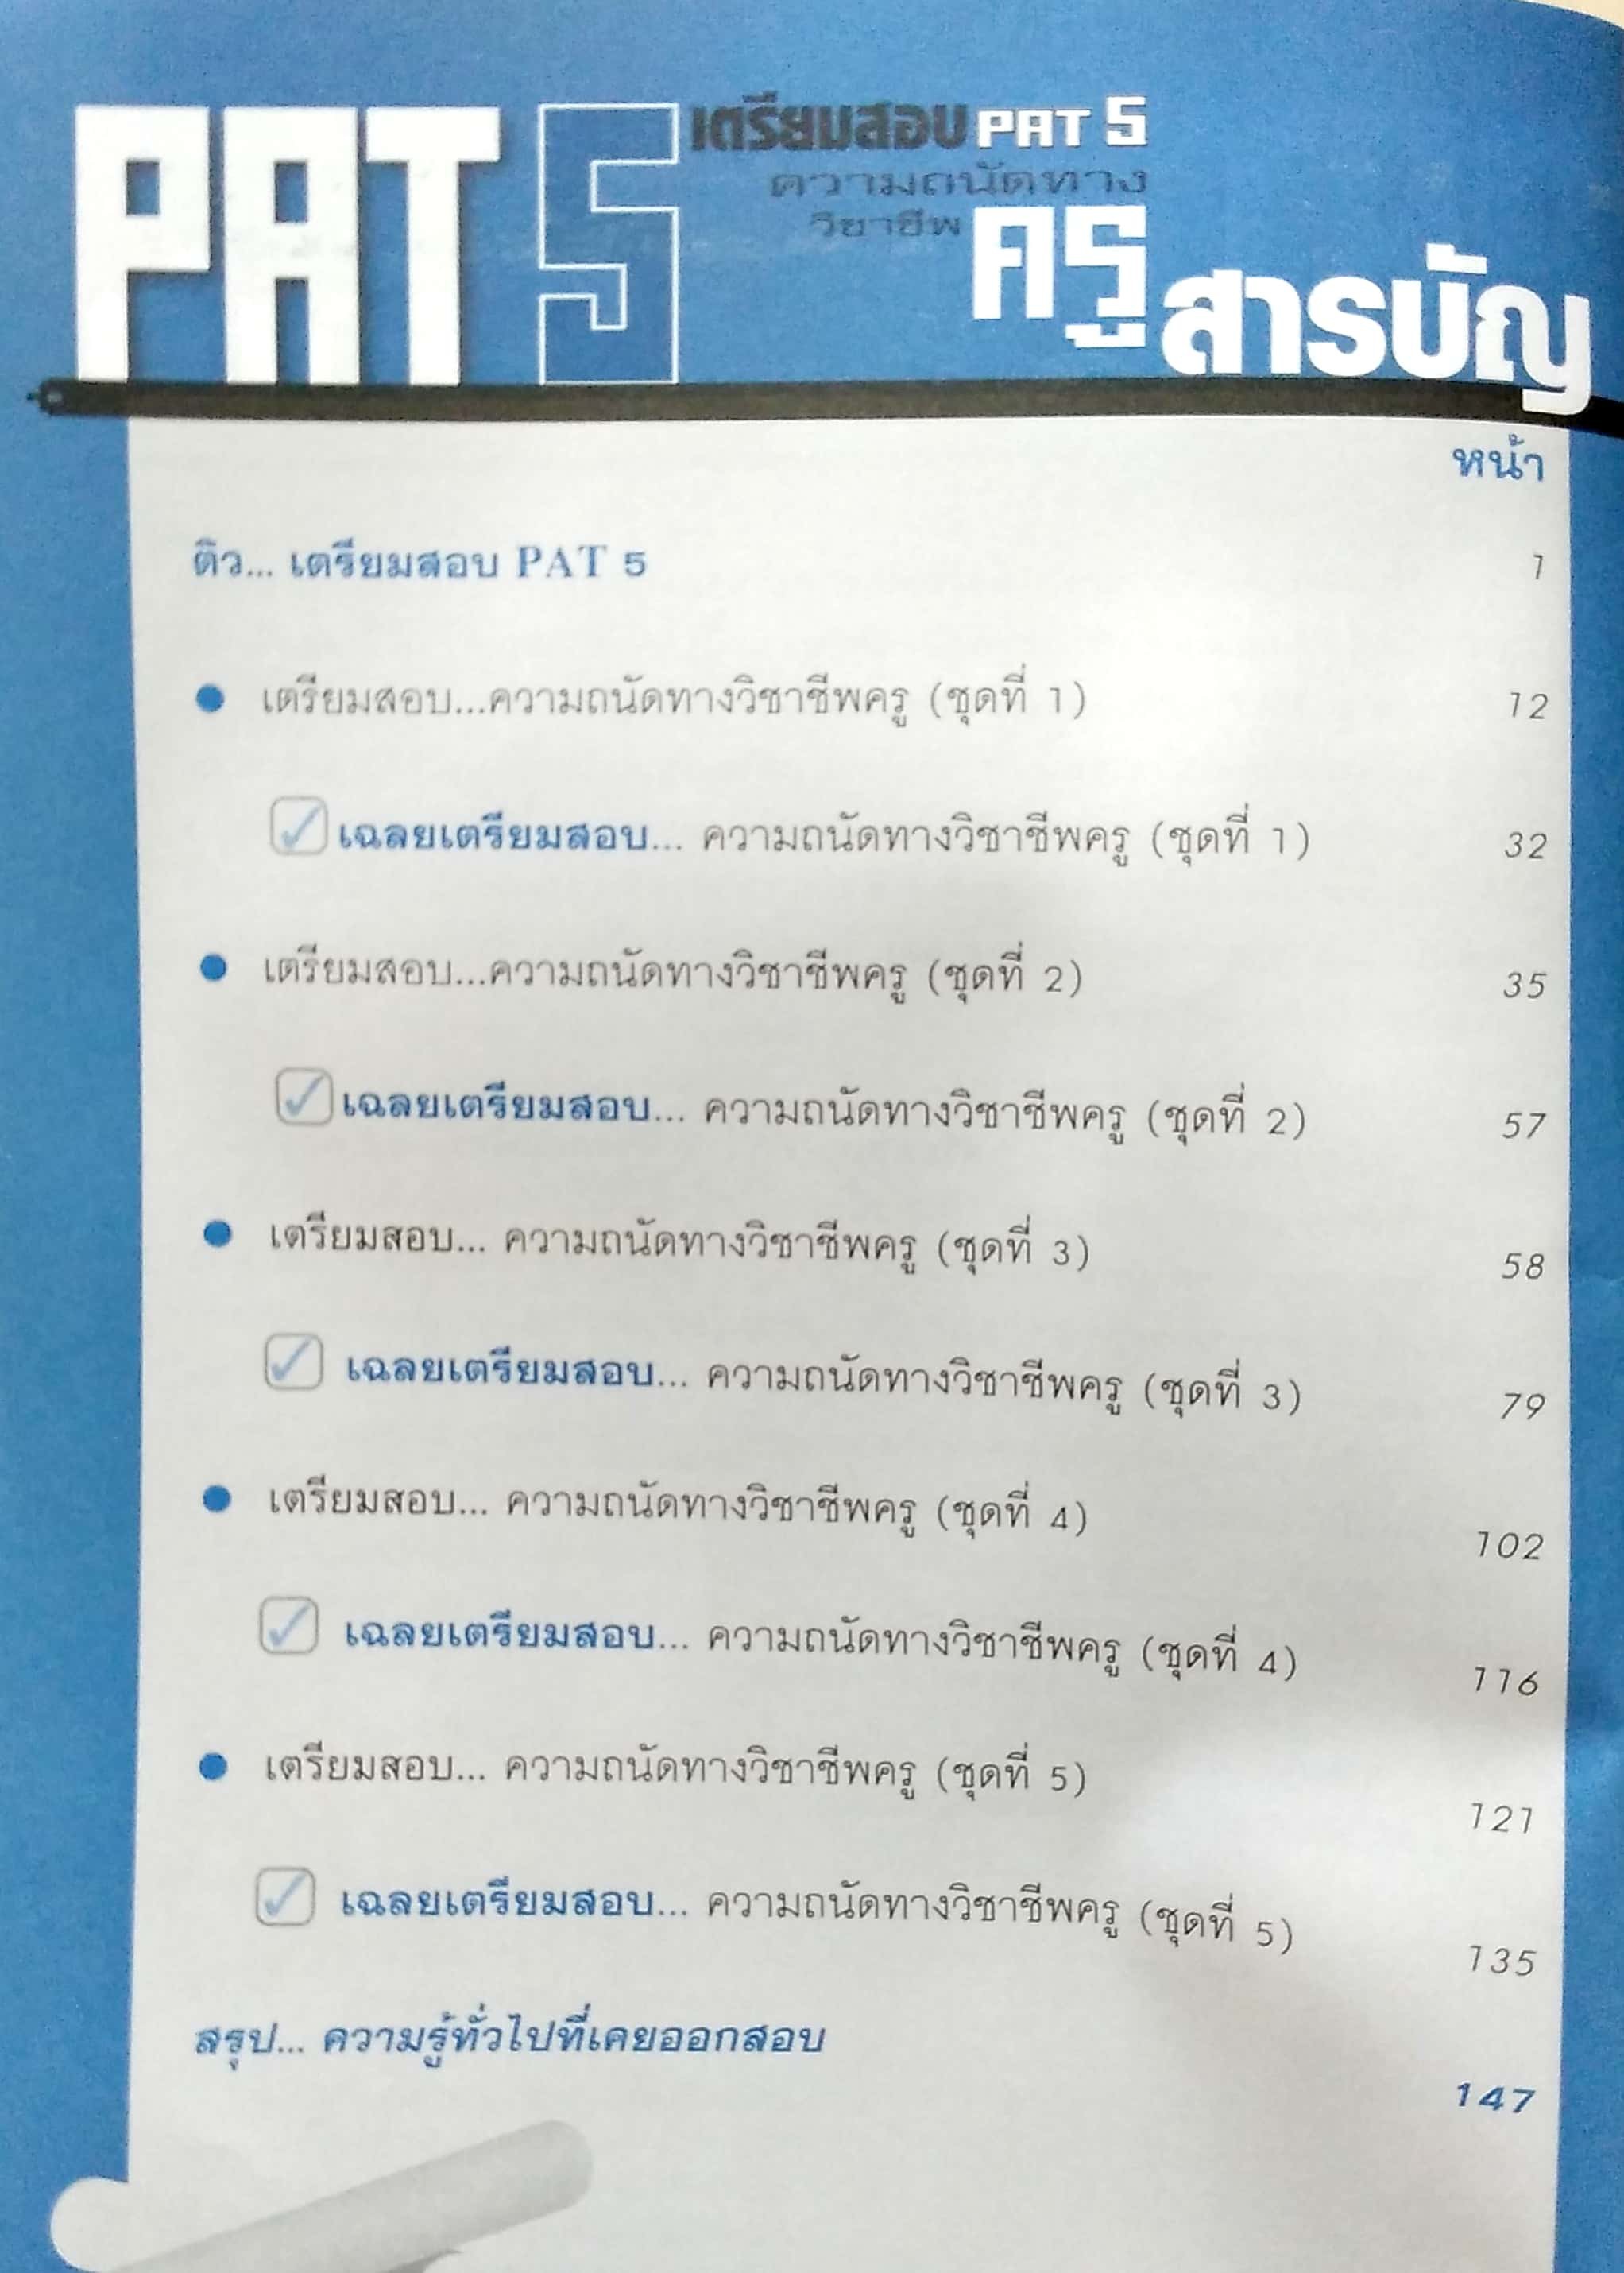 PAT 5
เตรียมสอบ PAT 5
ความถนัดทาง
วิชาชีพ ครู
สารบัญ
หน้า
ติว... เตรียมสอบ PAT 5 1
เตรียมสอบ...ความถนัดทางวิชาชีพครู (ชุดที่ 1) 12
เฉลยเตรียมสอบ... ความถนัดทางวิชาชีพครู (ชุดที่ 1) 32
เตรียมสอบ...ความถนัดทางวิชาชีพครู (ชุดที่ 2) 35
เฉลยเตรียมสอบ... ความถนัดทางวิชาชีพครู (ชุดที่ 2) 57
เตรียมสอบ... ความถนัดทางวิชาชีพครู (ชุดที่ 3) 58
เฉลยเตรียมสอบ... ความถนัดทางวิชาชีพครู (ชุดที่ 3) 79
เตรียมสอบ... ความถนัดทางวิชาชีพครู (ชุดที่ 4) 102
เฉลยเตรียมสอบ... ความถนัดทางวิชาชีพครู (ชุดที่ 4) 116
เตรียมสอบ... ความถนัดทางวิชาชีพครู (ชุดที่ 5) 121
เฉลยเตรียมสอบ... ความถนัดทางวิชาชีพครู (ชุดที่ 5) 135
สรุป... ความรู้ทั่วไปที่เคยออกสอบ 147